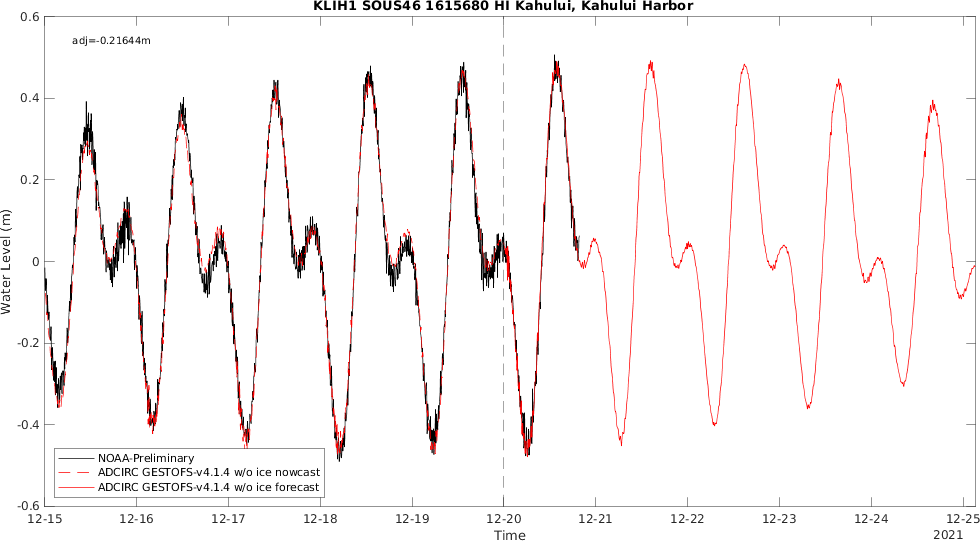 KLIH1 SOUS46 1615680 HI Kahului, Kahului Harbor
0.6
adj=-0.21644m
0.4
0.2
0
-0.2
-0.4
-0.6
Water Level (m)
NOAA-Preliminary
ADCIRC GESTOFS-v4.1.4 w/o ice nowcast
ADCIRC GESTOFS-v4.1.4 w/o ice forecast
12-15 12-16 12-17 12-18 12-19 12-20 12-21 12-22 12-23 12-24 12-25
Time
2021